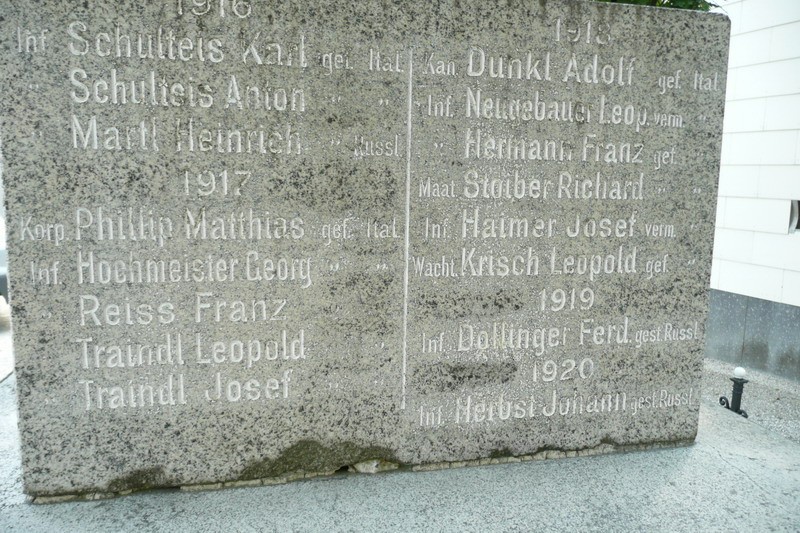 1916
Inf. Schulteis Karl gef. Ital.
" Schulteis Anton " "
" Martl Heinrich " Russl.
1917
Korp. Phillip Matthias gef. Ital.
Inf. Hochmeister Georg " "
" Reiss Franz " "
" Traindl Leopold " "
" Traindl Josef " "
1918
Kan. Dunkl Adolf gef. Ital.
Inf. Neugebauer Leop. verm. "
" Hermann Franz gef. "
Maat. Stoiber Richard " "
Inf. Haimer Josef verm. "
Wacht. Krisch Leopold gef. "
1919
Inf. Dollinger Ferd. gest. Russl.
1920
Inf. Herbst Johann gest. Russl.